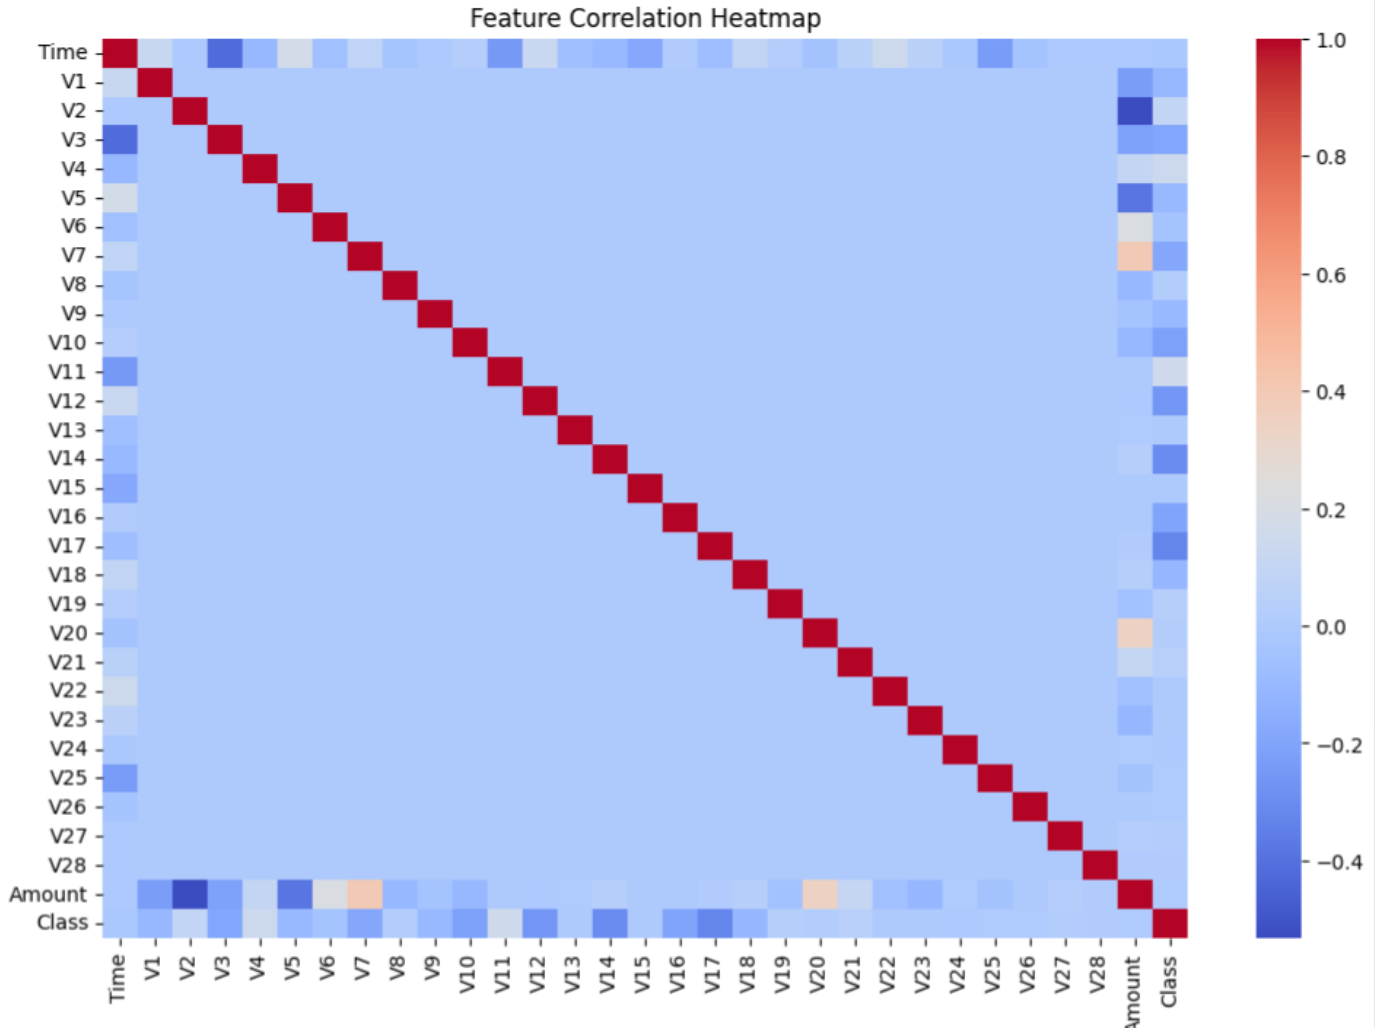 Feature Correlation Heatmap
Time
V1
V2
V3
V4
V5
V6
V7
V8
V9
V10
V11
V12
V13
V14
V15
V16
V17
V18
V19
V20
V21
V22
V23
V24
V25
V26
V27
V28
Amount
Class
Time
V1
V2
V3
V4
V5
V6
V7
V8
V9
V10
V11
V12
V13
V14
V15
V16
V17
V18
V19
V20
V21
V22
V23
V24
V25
V26
V27
V28
Amount
Class
1.0
0.8
0.6
0.4
0.2
0.0
−0.2
−0.4